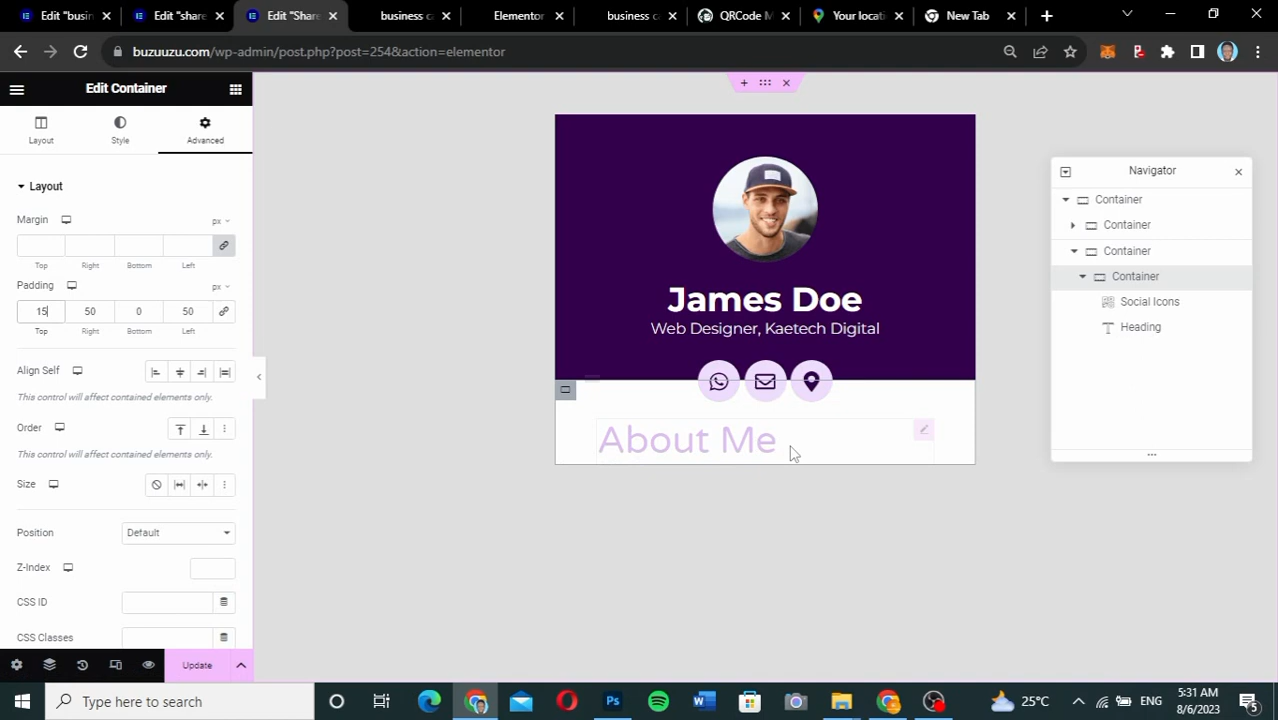 Edit "busin
Edit "share
Edit "Share
business ca
Elementor
business ca
QRCode M
Your locati
New Tab
buzuuzu.com/wp-admin/post.php?post=254&action=elementor
Edit Container
Layout
Style
Advanced
Layout
Margin
px
Top
Right
Bottom
Left
Padding
px
15
50
0
50
Top
Right
Bottom
Left
Align Self
This control will affect contained elements only.
Order
This control will affect contained elements only.
Size
Position
Default
Z-Index
CSS ID
CSS Classes
Update
James Doe
Web Designer, Kaetech Digital
About Me
Navigator
Container
Container
Container
Container
Social Icons
Heading
Type here to search
25°C
ENG
5:31 AM
8/6/2023
5